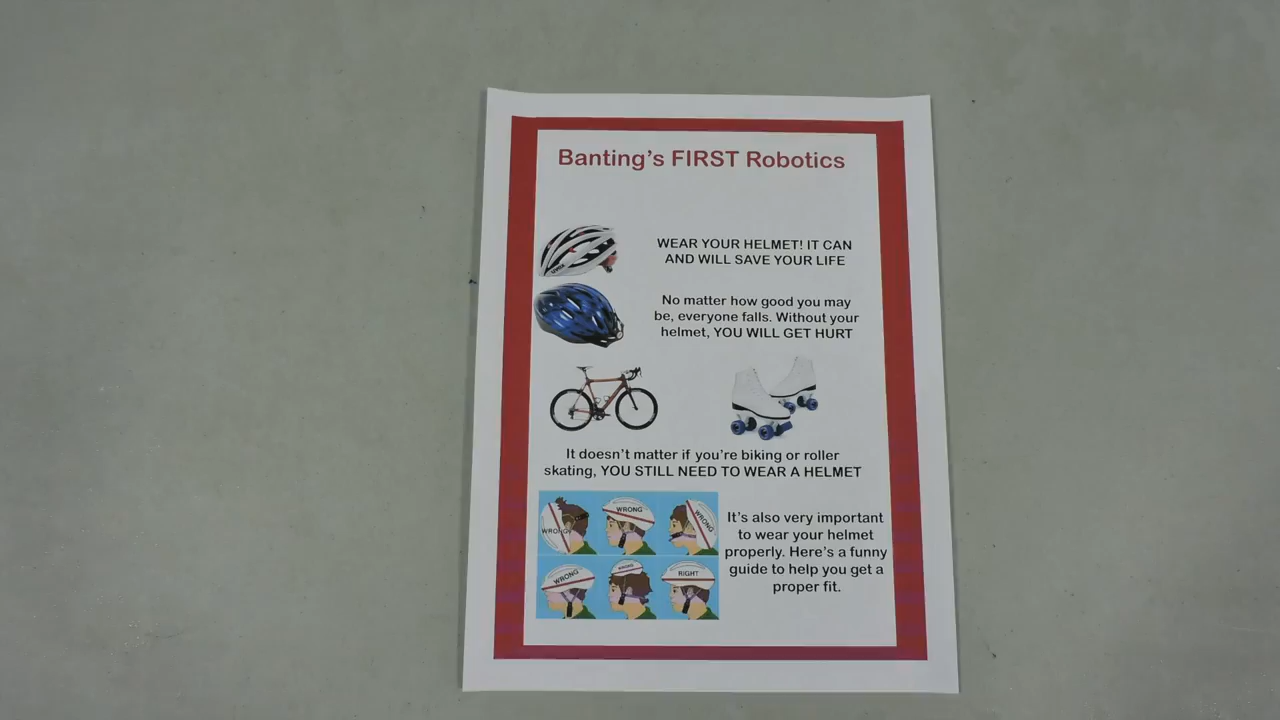 Banting's FIRST Robotics
WEAR YOUR HELMET! IT CAN
AND WILL SAVE YOUR LIFE
No matter how good you may
be, everyone falls. Without your
helmet, YOU WILL GET HURT
It doesn't matter if you're biking or roller
skating, YOU STILL NEED TO WEAR A HELMET
WRONG
WRONG
WRONG
WRONG
WRONG
RIGHT
It's also very important
to wear your helmet
properly. Here's a funny
guide to help you get a
proper fit.